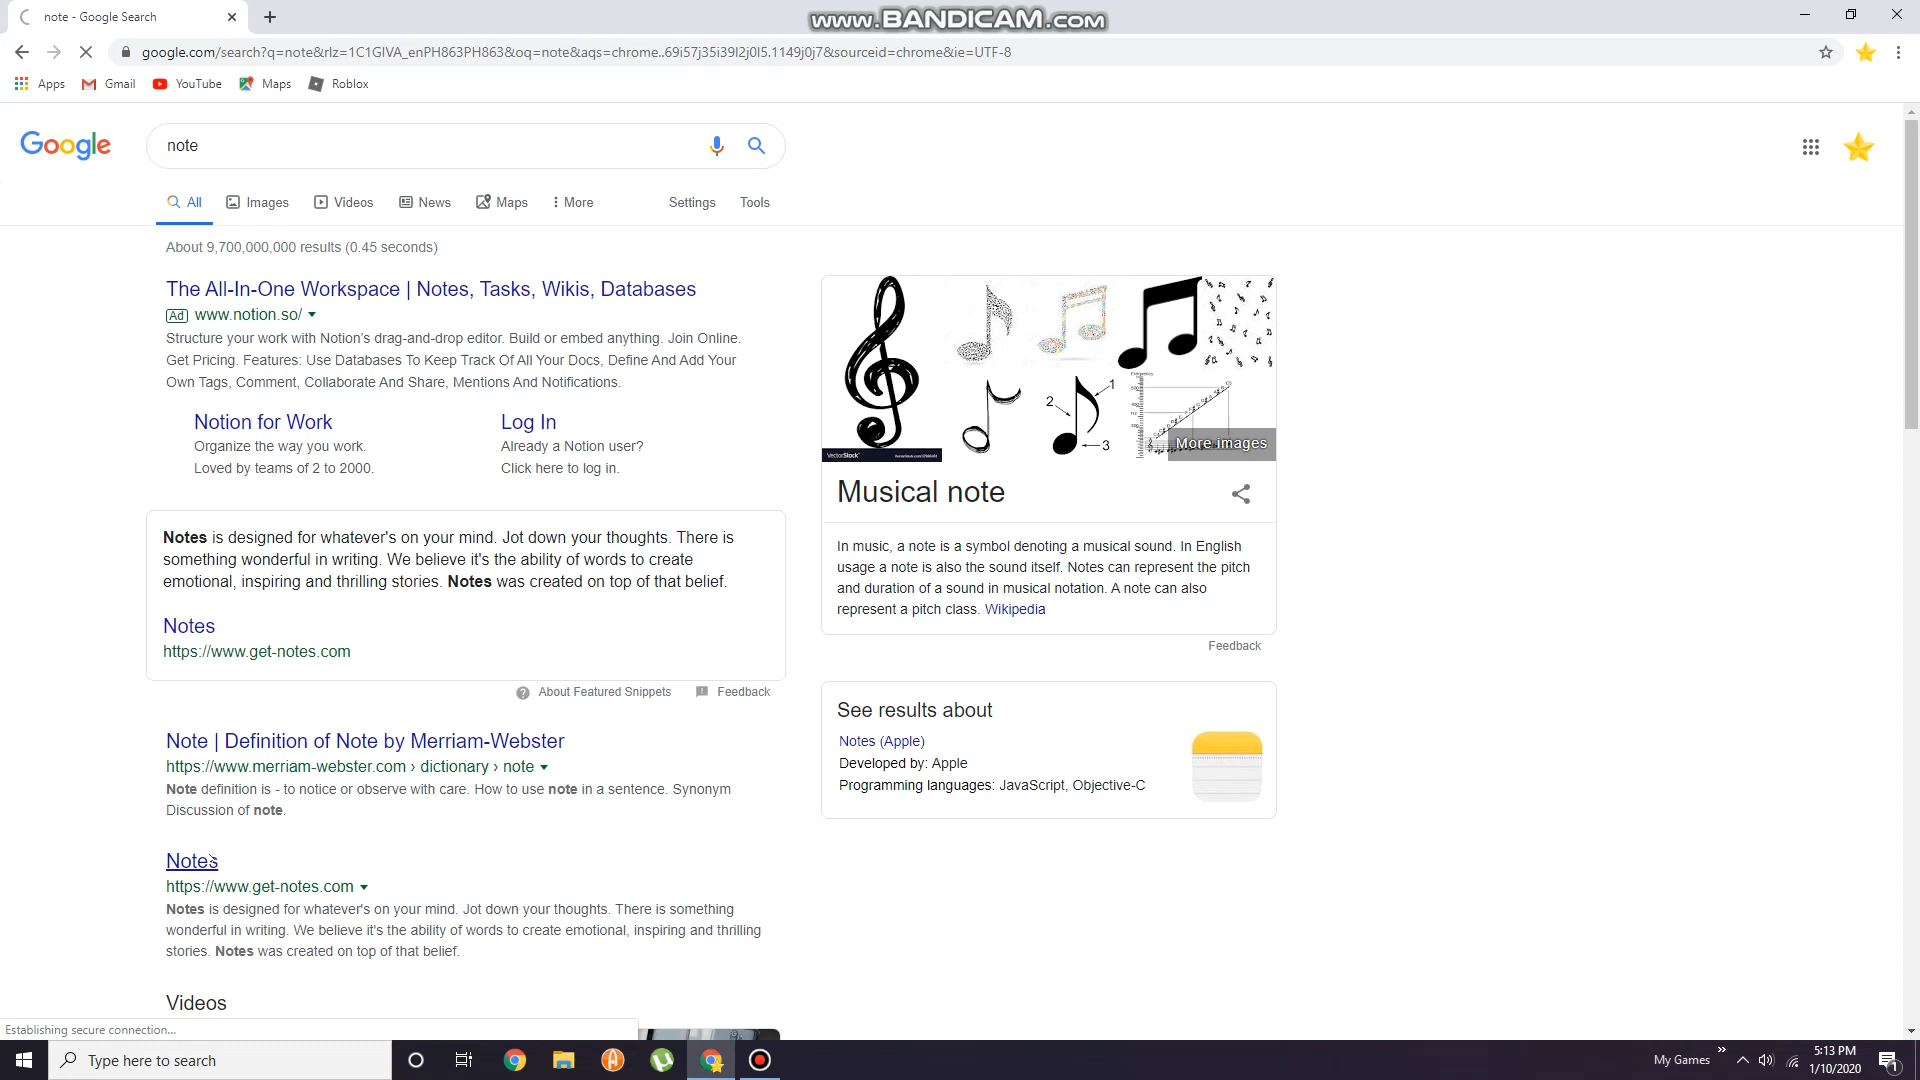 note - Google Search
www.BANDICAM.com
google.com/search?q=note&rlz=1C1GIVA_enPH863PH863&oq=note&aqs=chrome..69i57j35i39l2j0l5.1149j0j7&sourceid=chrome&ie=UTF-8
Apps Gmail YouTube Maps Roblox
Google
note
All Images Videos News Maps More Settings Tools
About 9,700,000,000 results (0.45 seconds)
The All-In-One Workspace | Notes, Tasks, Wikis, Databases
Ad www.notion.so/
Structure your work with Notion's drag-and-drop editor. Build or embed anything. Join Online.
Get Pricing. Features: Use Databases To Keep Track Of All Your Docs, Define And Add Your
Own Tags, Comment, Collaborate And Share, Mentions And Notifications.
Notion for Work
Organize the way you work.
Loved by teams of 2 to 2000.
Log In
Already a Notion user?
Click here to log in.
Notes is designed for whatever's on your mind. Jot down your thoughts. There is
something wonderful in writing. We believe it's the ability of words to create
emotional, inspiring and thrilling stories. Notes was created on top of that belief.
Notes
https://www.get-notes.com
About Featured Snippets Feedback
Note | Definition of Note by Merriam-Webster
https://www.merriam-webster.com › dictionary › note
Note definition is - to notice or observe with care. How to use note in a sentence. Synonym
Discussion of note.
Notes
https://www.get-notes.com
Notes is designed for whatever's on your mind. Jot down your thoughts. There is something
wonderful in writing. We believe it's the ability of words to create emotional, inspiring and thrilling
stories. Notes was created on top of that belief.
Videos
VectorStock
1
2
3
More images
Musical note
In music, a note is a symbol denoting a musical sound. In English
usage a note is also the sound itself. Notes can represent the pitch
and duration of a sound in musical notation. A note can also
represent a pitch class. Wikipedia
Feedback
See results about
Notes (Apple)
Developed by: Apple
Programming languages: JavaScript, Objective-C
Establishing secure connection...
Type here to search
My Games
5:13 PM
1/10/2020
1